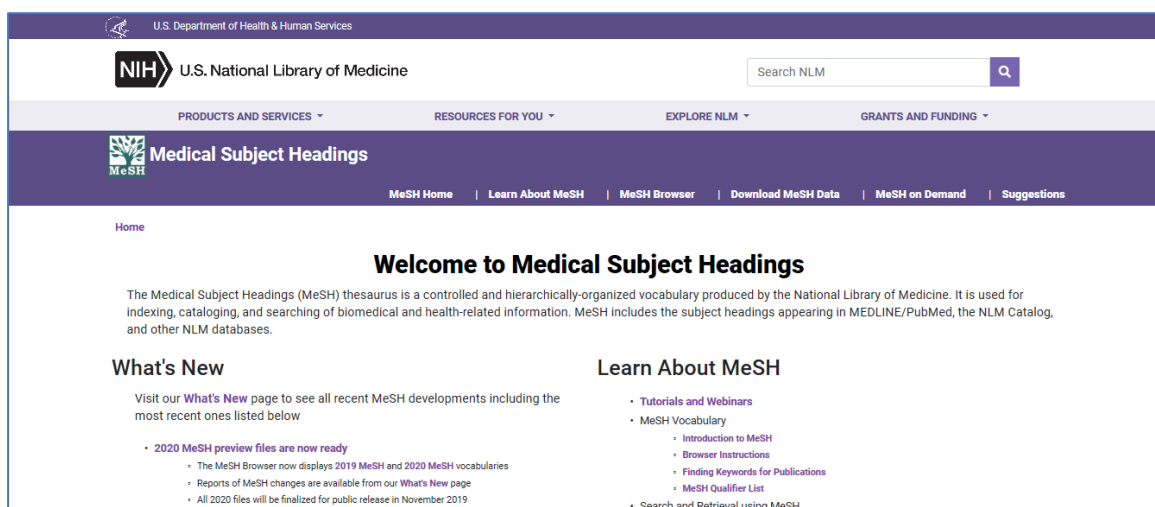 U.S. Department of Health & Human Services
NIH U.S. National Library of Medicine
Search NLM
PRODUCTS AND SERVICES RESOURCES FOR YOU EXPLORE NLM GRANTS AND FUNDING
MeSH Medical Subject Headings
MeSH Home | Learn About MeSH | MeSH Browser | Download MeSH Data | MeSH on Demand | Suggestions
Home
Welcome to Medical Subject Headings
The Medical Subject Headings (MeSH) thesaurus is a controlled and hierarchically-organized vocabulary produced by the National Library of Medicine. It is used for
indexing, cataloging, and searching of biomedical and health-related information. MeSH includes the subject headings appearing in MEDLINE/PubMed, the NLM Catalog,
and other NLM databases.
What's New
Visit our What's New page to see all recent MeSH developments including the
most recent ones listed below
• 2020 MeSH preview files are now ready
◦ The MeSH Browser now displays 2019 MeSH and 2020 MeSH vocabularies
◦ Reports of MeSH changes are available from our What's New page
◦ All 2020 files will be finalized for public release in November 2019
Learn About MeSH
• Tutorials and Webinars
• MeSH Vocabulary
◦ Introduction to MeSH
◦ Browser Instructions
◦ Finding Keywords for Publications
◦ MeSH Qualifier List
• Search and Retrieval using MeSH